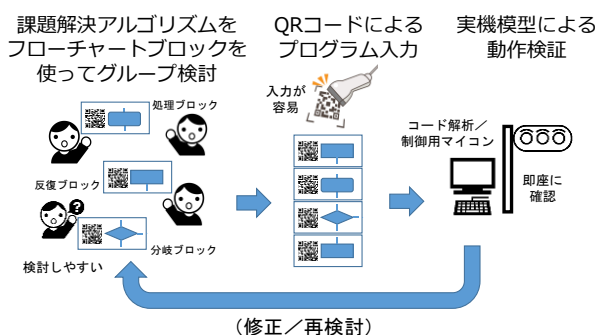 課題解決アルゴリズムを
フローチャートブロックを
使ってグループ検討
QRコードによる
プログラム入力
実機模型による
動作検証
処理ブロック
反復ブロック
?
分岐ブロック
検討しやすい
入力が
容易
コード解析／
制御用マイコン
即座に
確認
（修正／再検討）